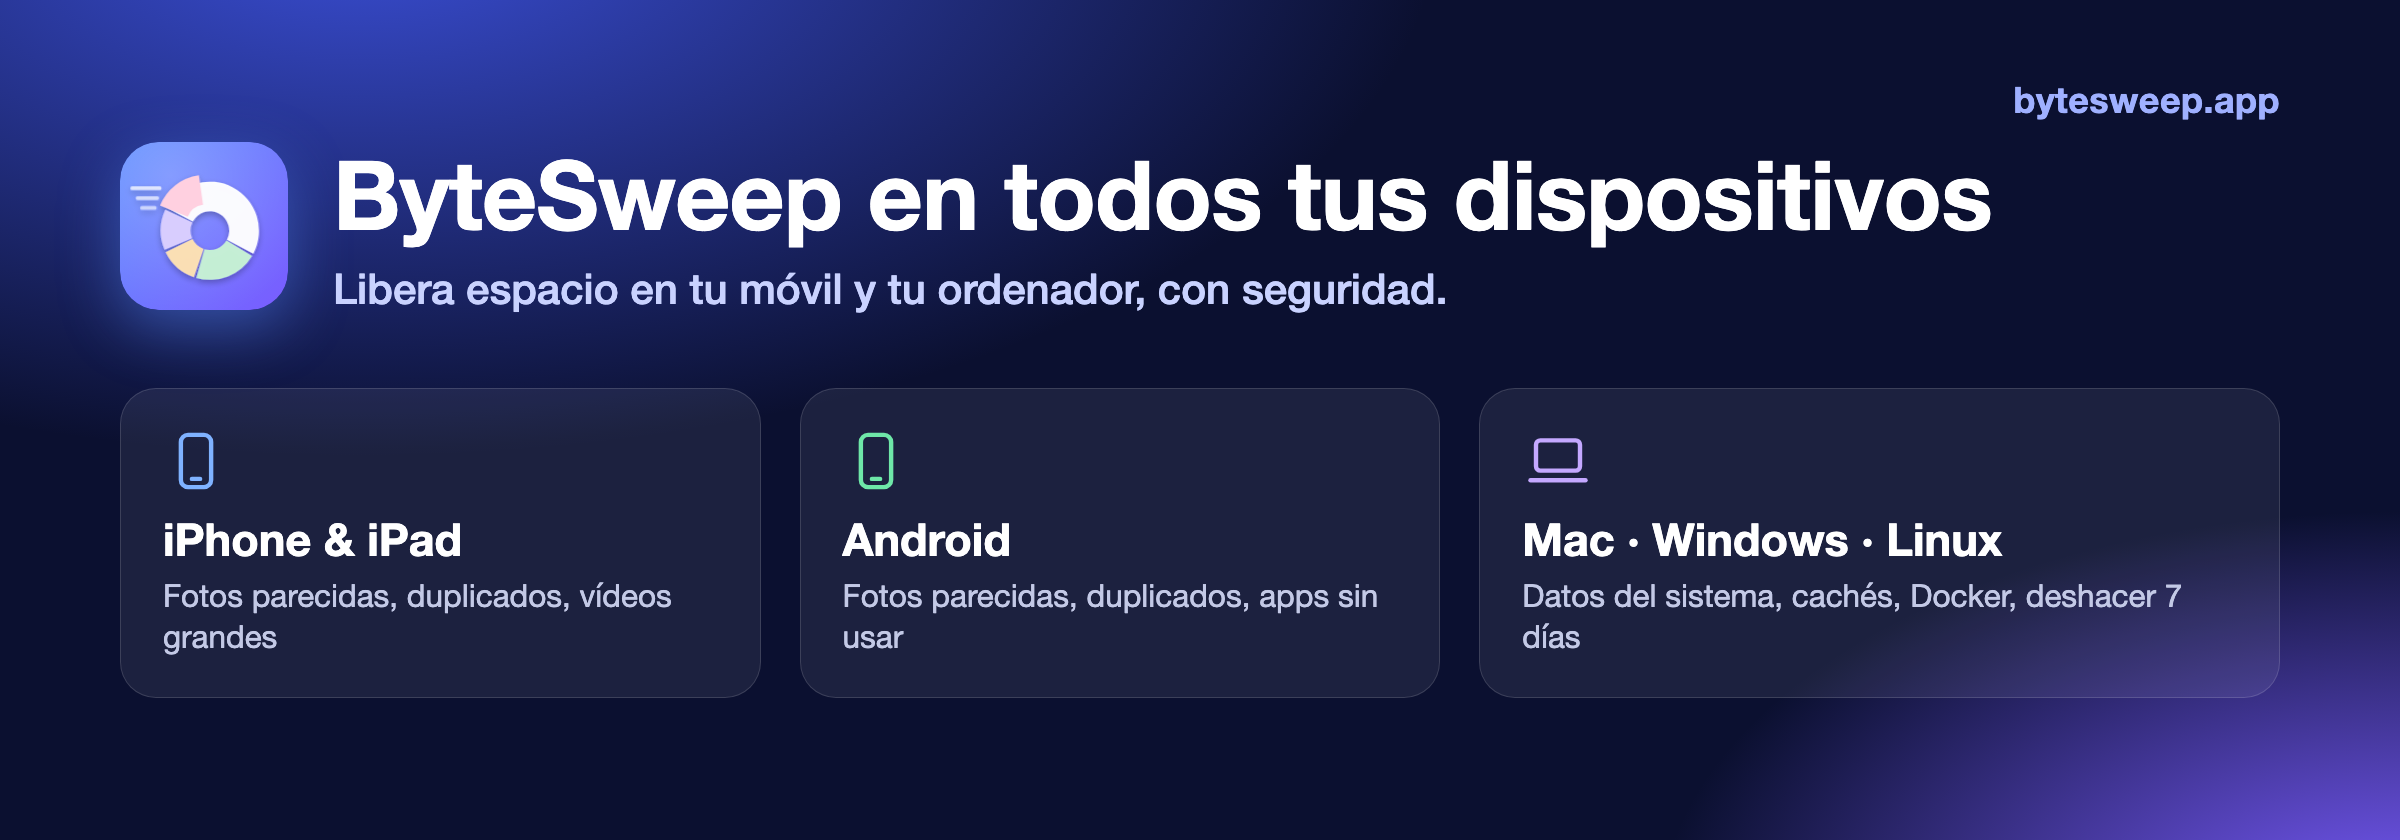 bytesweep.app
ByteSweep en todos tus dispositivos
Libera espacio en tu móvil y tu ordenador, con seguridad.
iPhone & iPad
Fotos parecidas, duplicados, vídeos
grandes
Android
Fotos parecidas, duplicados, apps sin
usar
Mac · Windows · Linux
Datos del sistema, cachés, Docker, deshacer 7
días